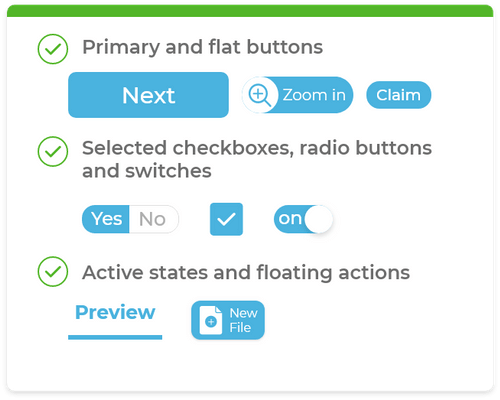 Primary and flat buttons
Next
Zoom in
Claim
Selected checkboxes, radio buttons
and switches
Yes
No
on
Active states and floating actions
Preview
New
File